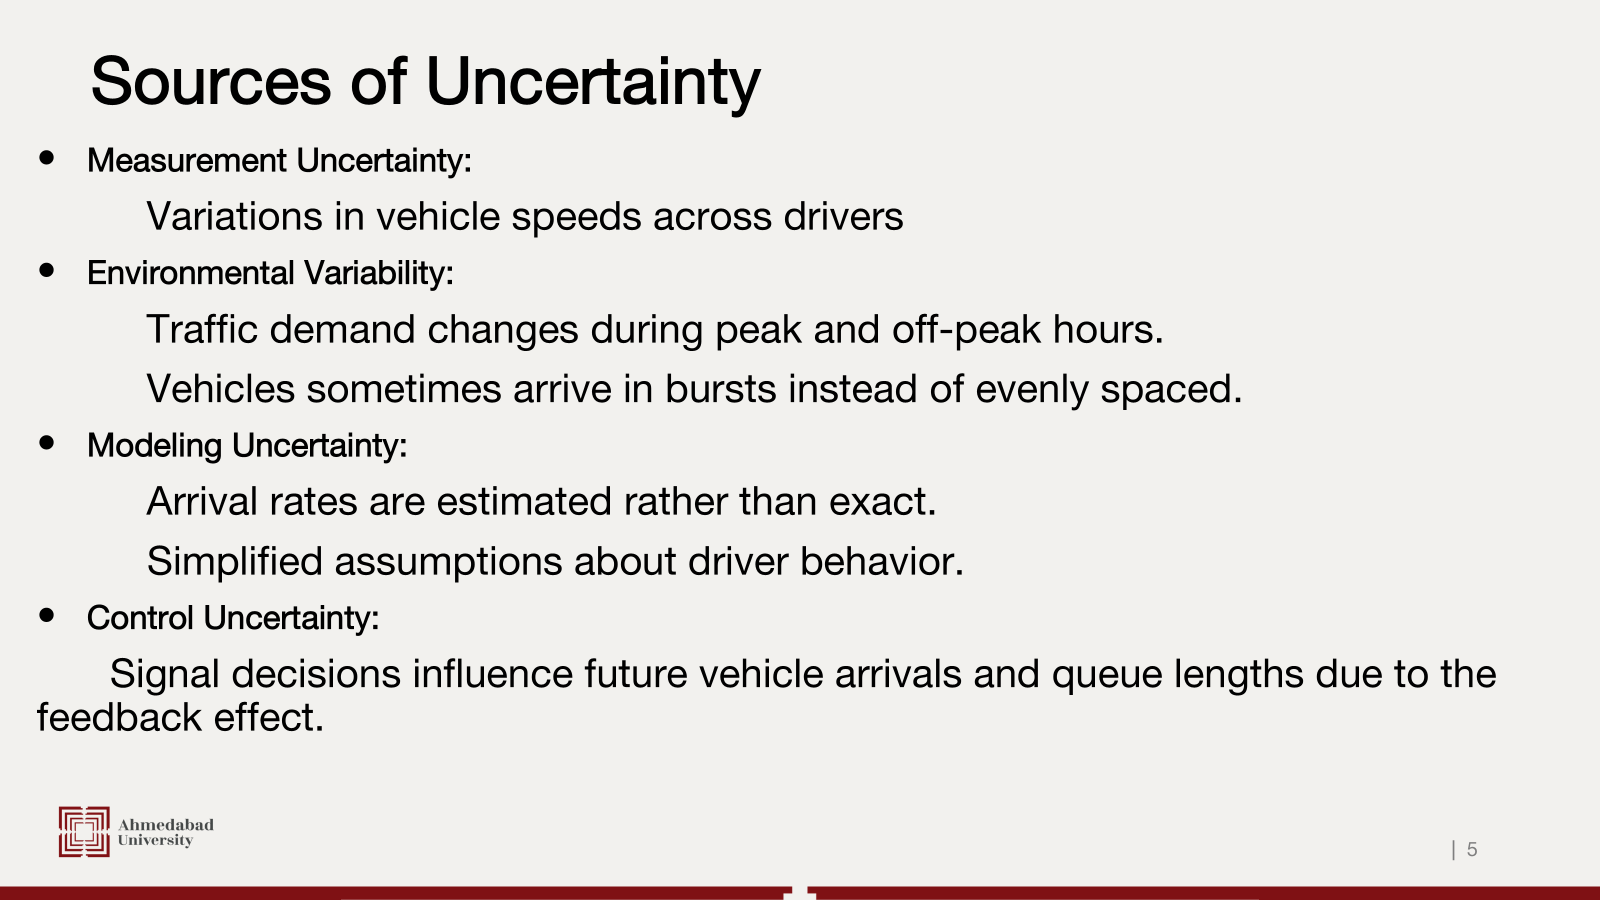 Sources of Uncertainty
• Measurement Uncertainty:
Variations in vehicle speeds across drivers
• Environmental Variability:
Traffic demand changes during peak and off-peak hours.
Vehicles sometimes arrive in bursts instead of evenly spaced.
• Modeling Uncertainty:
Arrival rates are estimated rather than exact.
Simplified assumptions about driver behavior.
• Control Uncertainty:
Signal decisions influence future vehicle arrivals and queue lengths due to the
feedback effect.
Ahmedabad
University
| 5